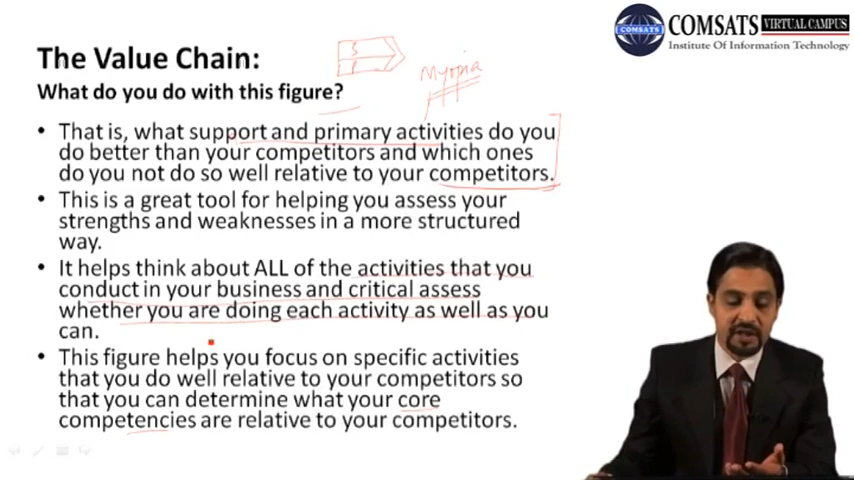 COMSATS VIRTUAL CAMPUS
Institute Of Information Technology
The Value Chain:
S
P
Myopia
What do you do with this figure?
• That is, what support and primary activities do you
do better than your competitors and which ones
do you not do so well relative to your competitors.
• This is a great tool for helping you assess your
strengths and weaknesses in a more structured
way.
• It helps think about ALL of the activities that you
conduct in your business and critical assess
whether you are doing each activity as well as you
can.
• This figure helps you focus on specific activities
that you do well relative to your competitors so
that you can determine what your core
competencies are relative to your competitors.